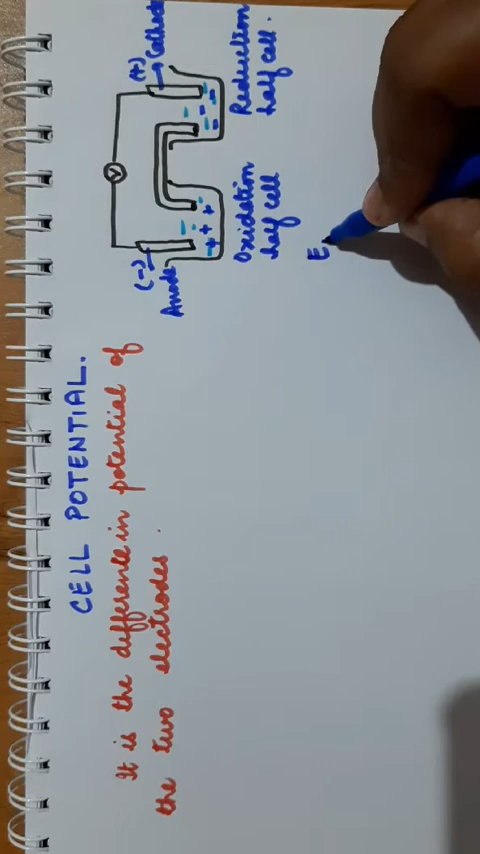 CELL POTENTIAL.
It is the difference in potential of
the two electrodes.
(-)
Anode
(+)
Cathode
V
Oxidation
half cell
Reduction
half cell.
E